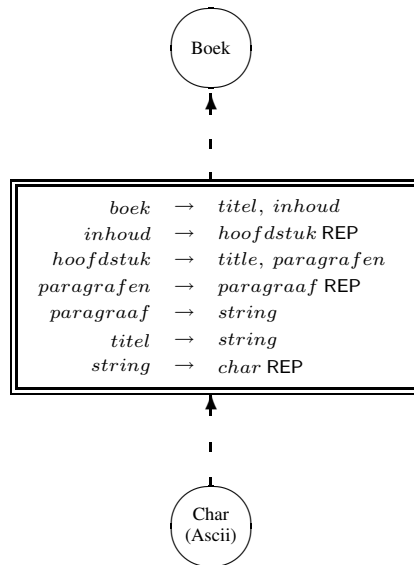 Boek
boek → titel, inhoud
inhoud → hoofdstuk REP
hoofdstuk → title, paragrafen
paragrafen → paragraaf REP
paragraaf → string
titel → string
string → char REP
Char
(Ascii)